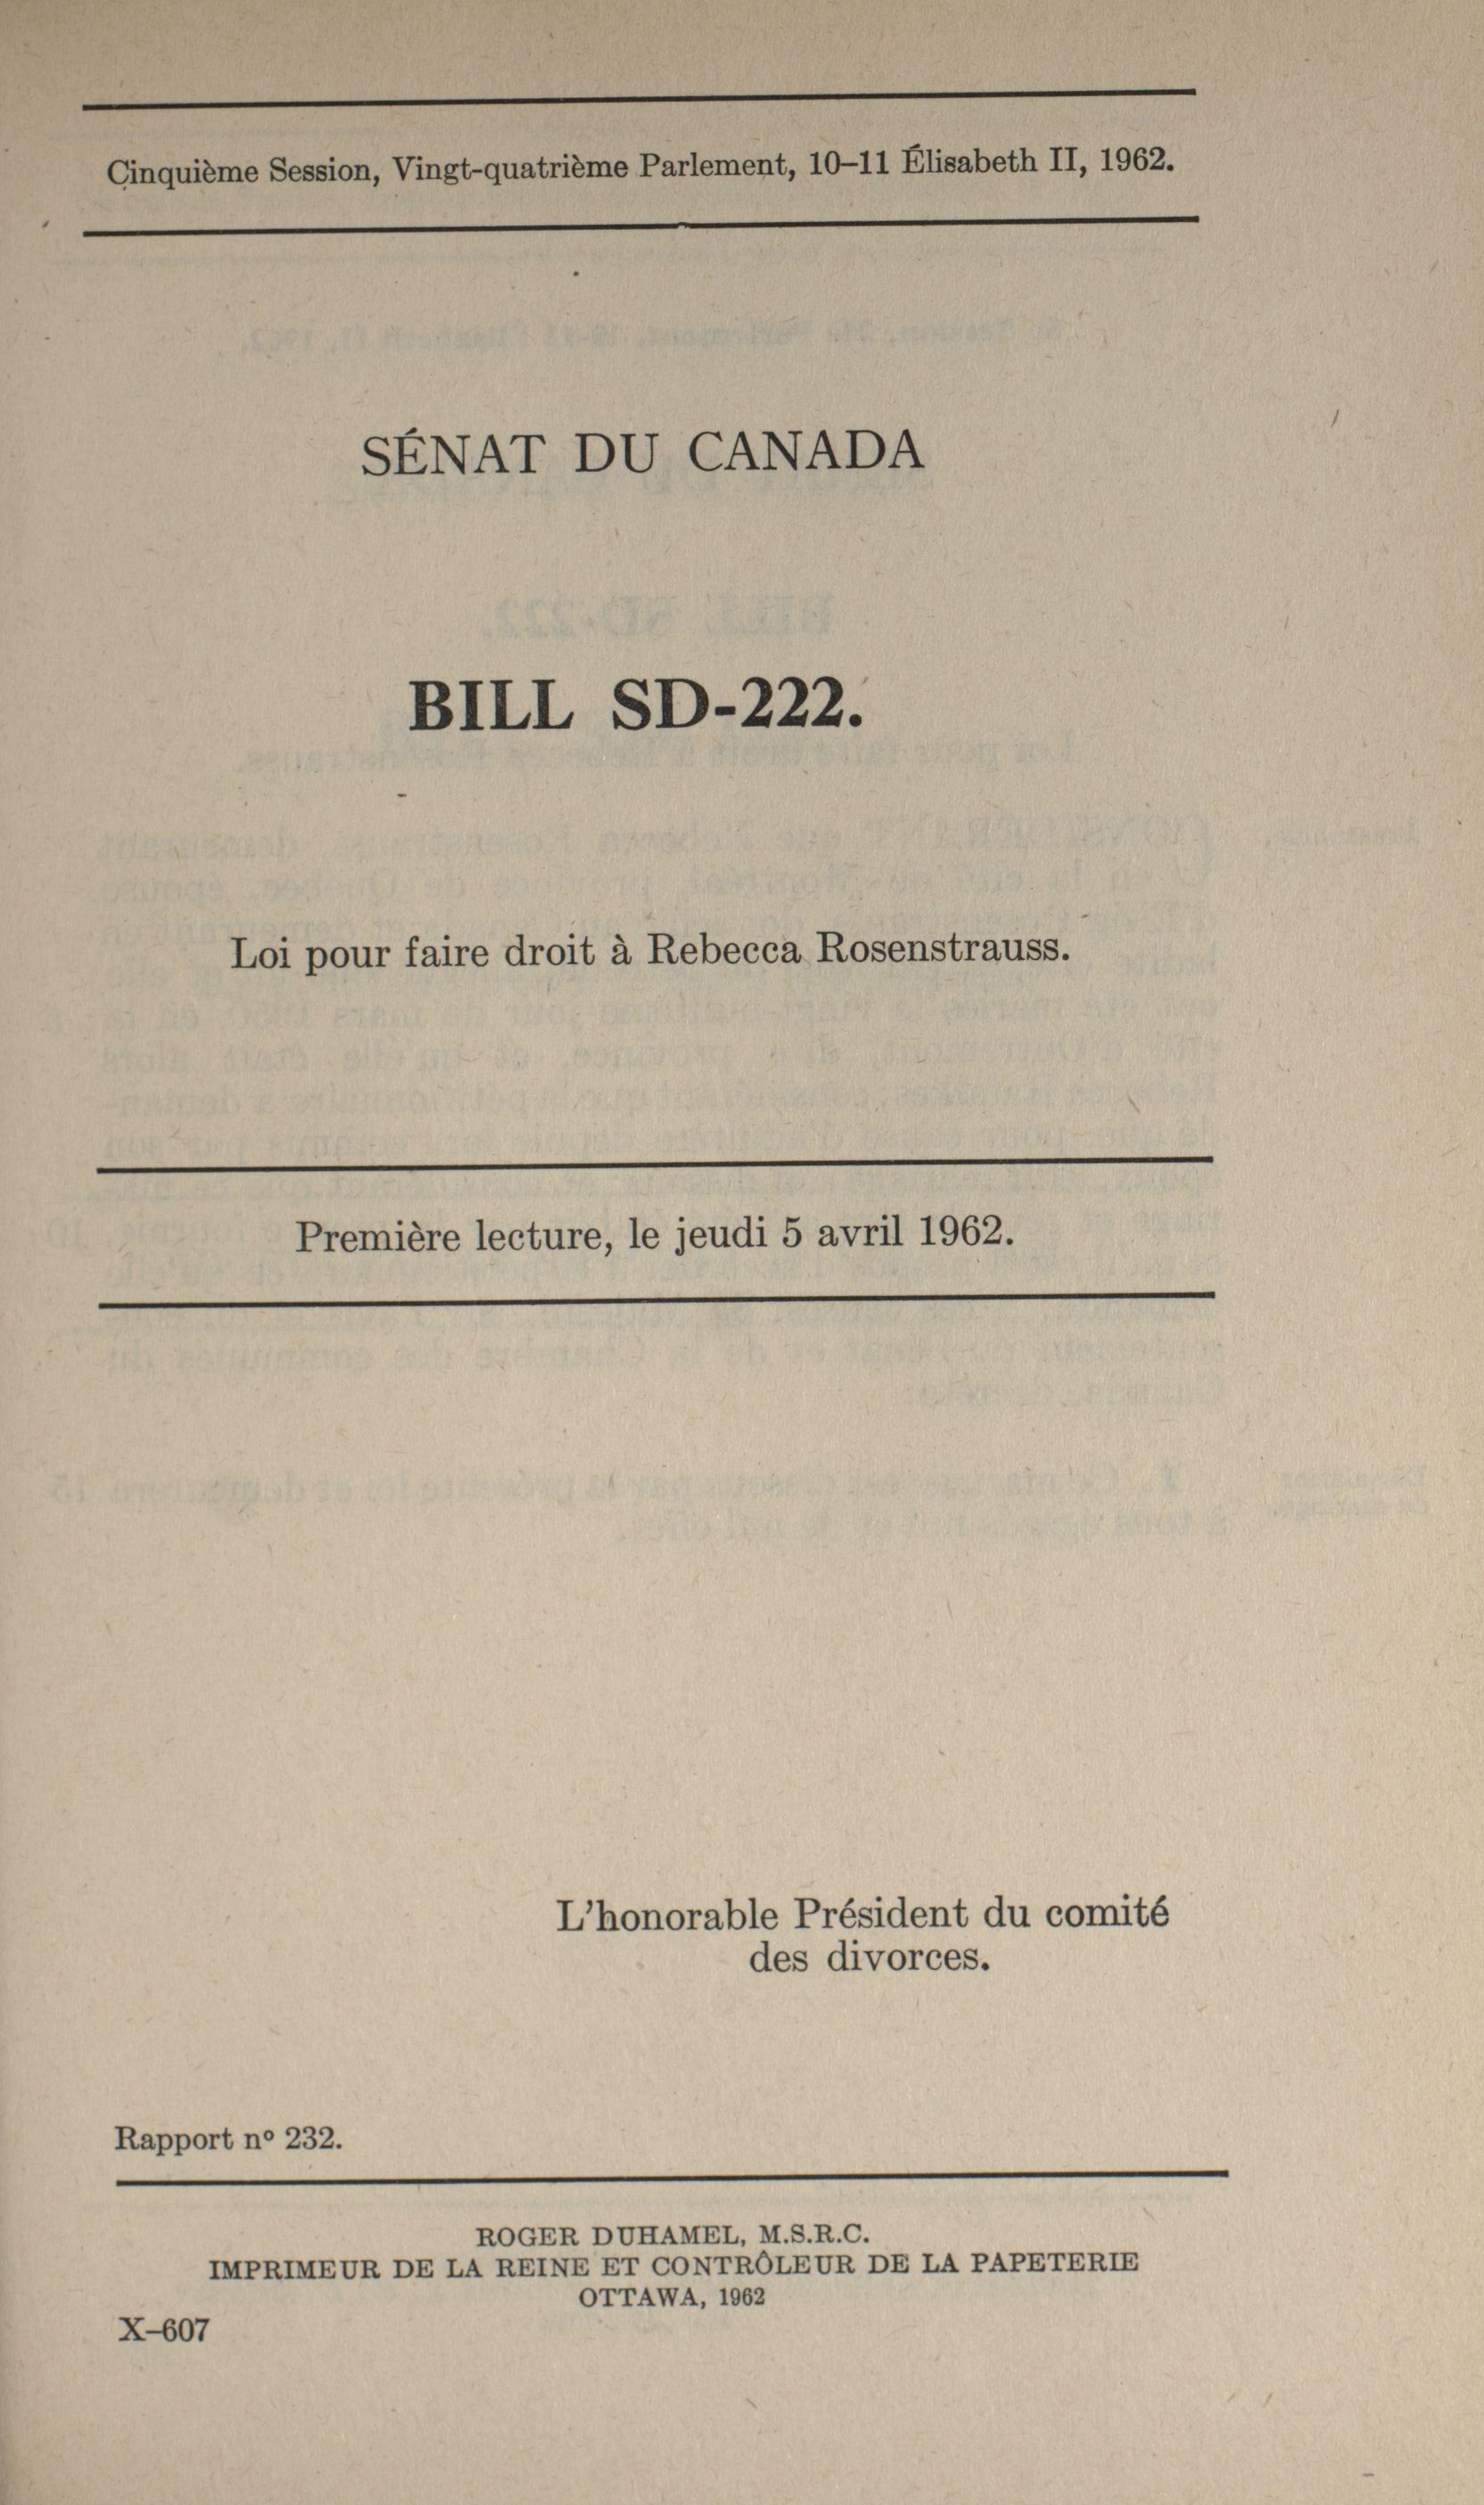 Cinquième Session, Vingt-quatrième Parlement, 10–11 Élisabeth II, 1962.
SÉNAT DU CANADA
BILL SD-222.
Loi pour faire droit à Rebecca Rosenstrauss.
Première lecture, le jeudi 5 avril 1962.
L'honorable Président du comité
des divorces.
Rapport nº 232.
ROGER DUHAMEL, M.S.R.C.
IMPRIMEUR DE LA REINE ET CONTRÔLEUR DE LA PAPETERIE
OTTAWA, 1962
X–607